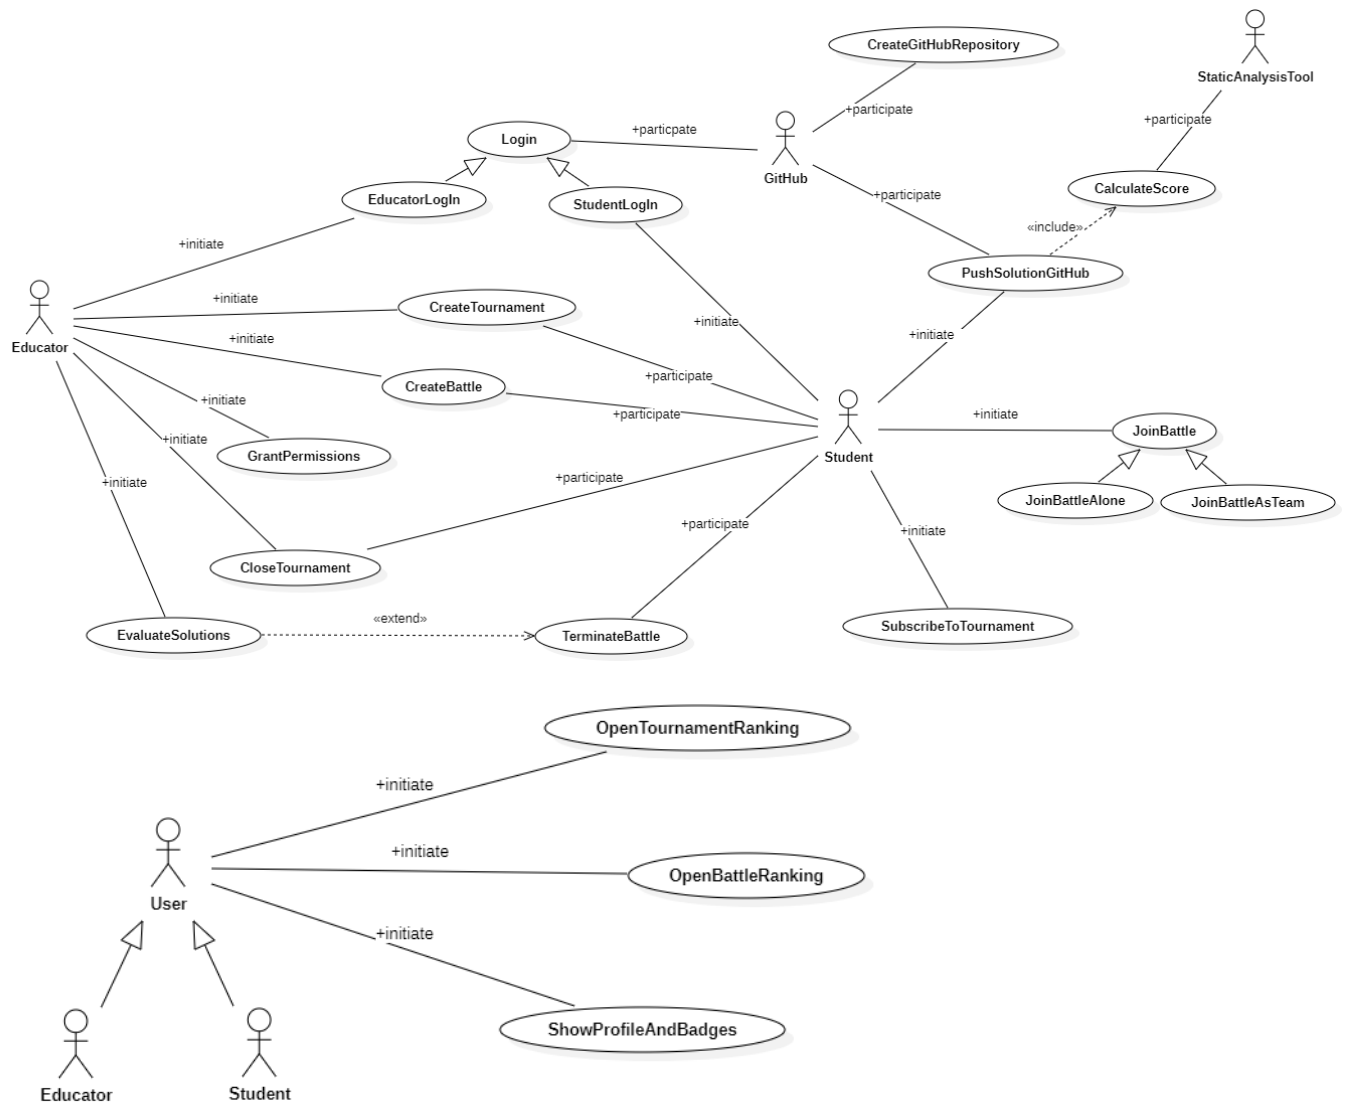 CreateGitHubRepository
StaticAnalysisTool
+participate
+participate
Login
+particpate
GitHub
EducatorLogIn
StudentLogIn
+participate
CalculateScore
«include»
+initiate
PushSolutionGitHub
+initiate
CreateTournament
+initiate
+initiate
Educator
+initiate
+participate
CreateBattle
+participate
+initiate
+initiate
JoinBattle
Student
+initiate
GrantPermissions
+initiate
+participate
JoinBattleAlone
JoinBattleAsTeam
+participate
+initiate
CloseTournament
«extend»
SubscribeToTournament
EvaluateSolutions
TerminateBattle
OpenTournamentRanking
+initiate
+initiate
OpenBattleRanking
User
+initiate
ShowProfileAndBadges
Educator
Student